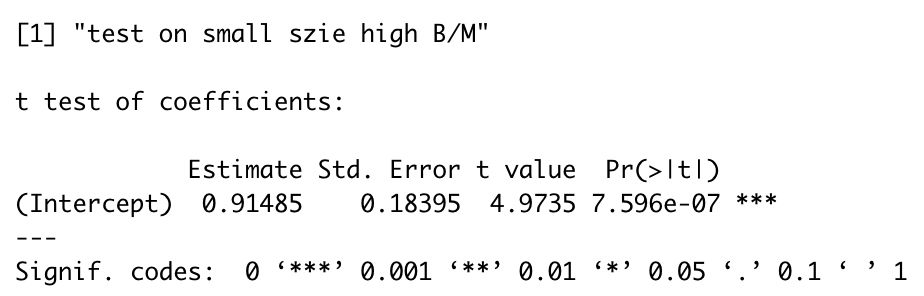 [1] "test on small szie high B/M"
t test of coefficients:
Estimate Std. Error t value Pr(>|t|)
(Intercept) 0.91485 0.18395 4.9735 7.596e-07 ***
---
Signif. codes: 0 ‘***’ 0.001 ‘**’ 0.01 ‘*’ 0.05 ‘.’ 0.1 ‘ ’ 1